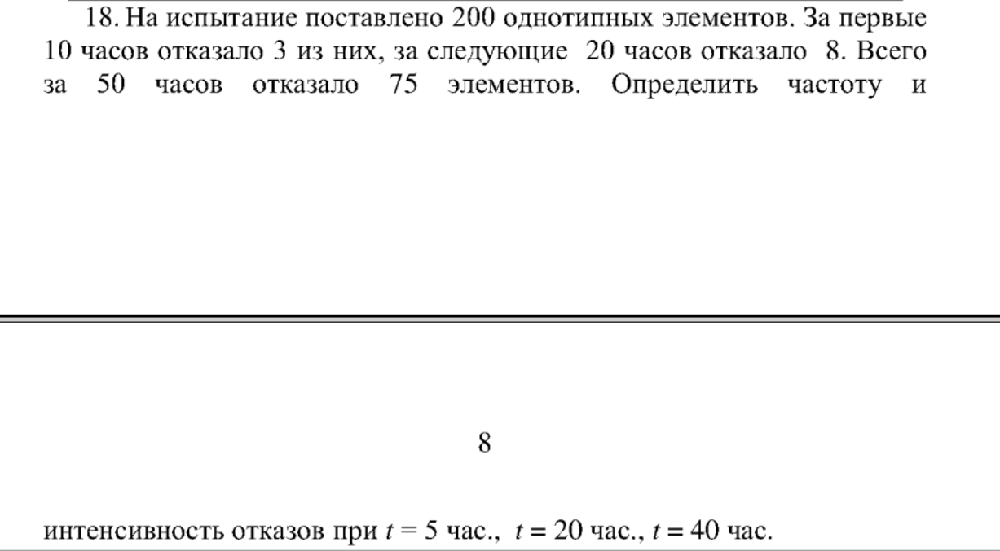 18. На испытание поставлено 200 однотипных элементов. За первые
10 часов отказало 3 из них, за следующие 20 часов отказало 8. Всего
за 50 часов отказало 75 элементов. Определить частоту и
8
интенсивность отказов при t = 5 час., t = 20 час., t = 40 час.